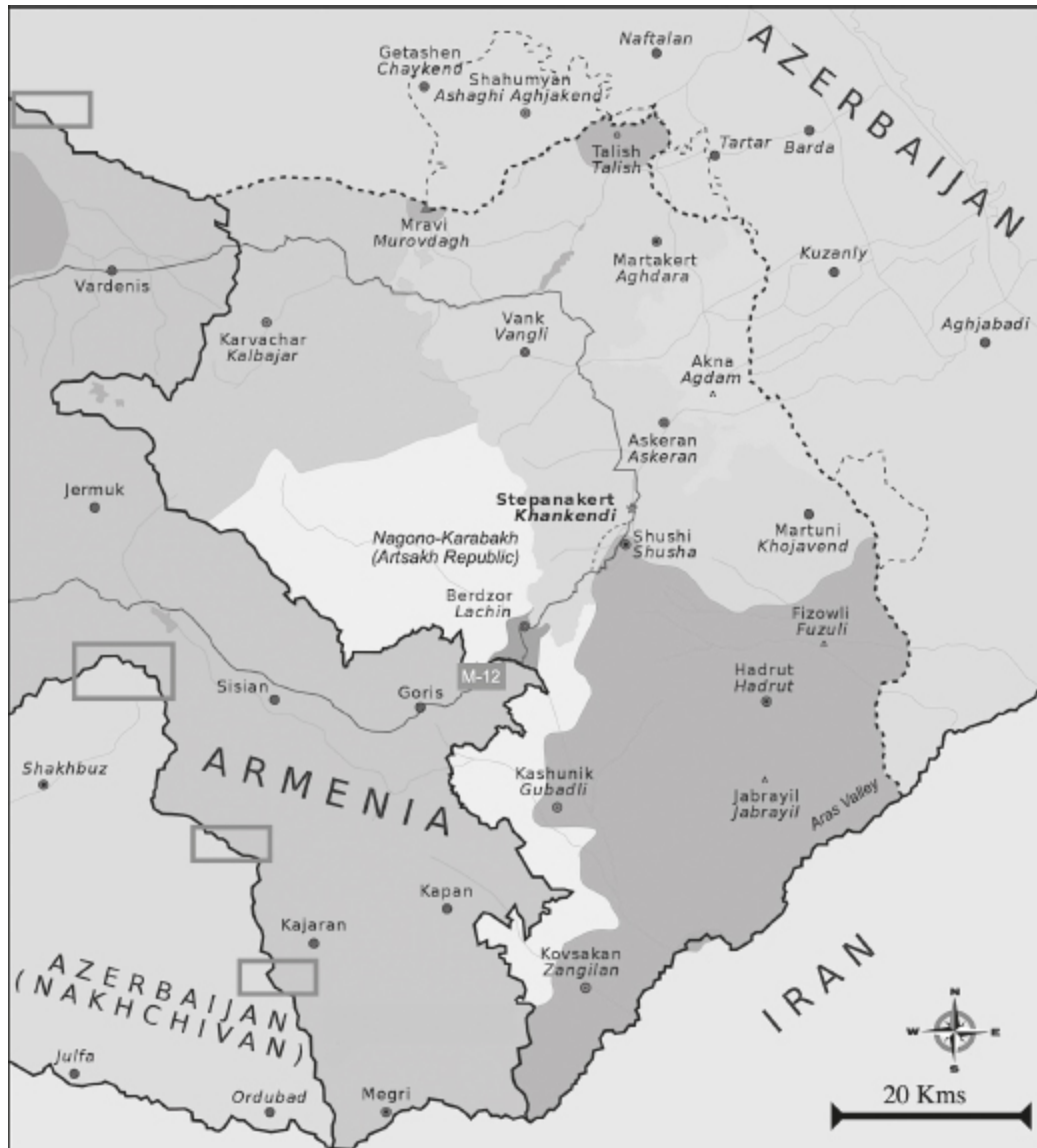 Naftalan
AZERBAIJAN
Getashen
Chaykend
Shahumyan
Ashaghi Aghjakend
Talish
Talish
Tartar
Barda
Mravi
Murovdagh
Martakert
Aghdara
Kuzanly
Vardenis
Karvachar
Kalbajar
Vank
Vangli
Aghjabadi
Akna
Agdam
Askeran
Askeran
Jermuk
Stepanakert
Khankendi
Martuni
Khojavend
Nagono-Karabakh
(Artsakh Republic)
Shushi
Shusha
Berdzor
Lachin
Fizowli
Fuzuli
M-12
Sisian
Goris
Hadrut
Hadrut
Shakhbuz
ARMENIA
Kashunik
Gubadli
Jabrayil
Jabrayil
Aras Valley
Kapan
Kajaran
Kovsakan
Zangilan
AZERBAIJAN
(NAKHCHIVAN)
IRAN
N
W
E
S
Julfa
Ordubad
Megri
20 Kms